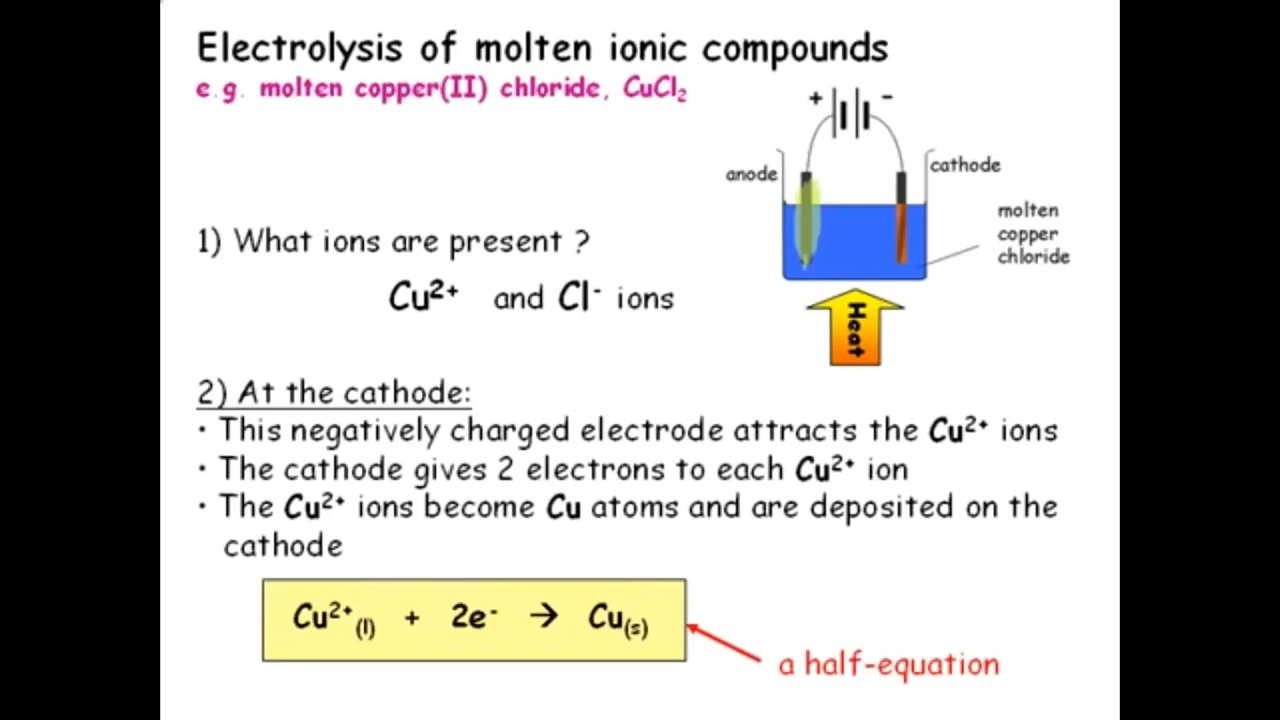 Electrolysis of molten ionic compounds
e.g. molten copper(II) chloride, CuCl₂
+ -
anode
cathode
molten
copper
chloride
Heat
1) What ions are present ?
Cu²⁺ and Cl⁻ ions
2) At the cathode:
• This negatively charged electrode attracts the Cu²⁺ ions
• The cathode gives 2 electrons to each Cu²⁺ ion
• The Cu²⁺ ions become Cu atoms and are deposited on the
cathode
Cu²⁺(l) + 2e⁻ → Cu(s)
a half-equation